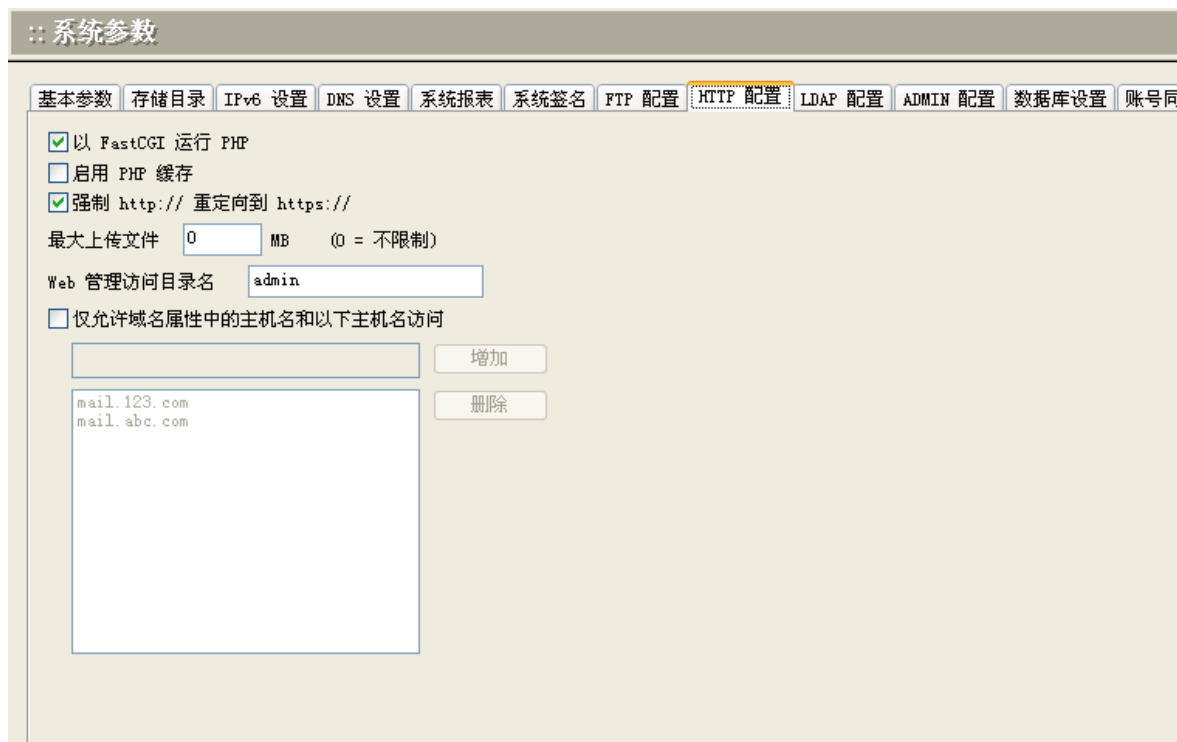 :: 系统参数
基本参数 存储目录 IPv6 设置 DNS 设置 系统报表 系统签名 FTP 配置 HTTP 配置 LDAP 配置 ADMIN 配置 数据库设置 账号同
以 FastCGI 运行 PHP
启用 PHP 缓存
强制 http:// 重定向到 https://
最大上传文件 0 MB (0 = 不限制)
Web 管理访问目录名 admin
仅允许域名属性中的主机名和以下主机名访问
增加
mail.123.com 删除
mail.abc.com